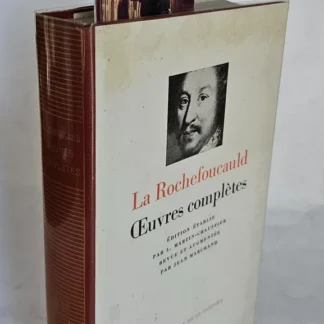 La Rochefoucauld
Œuvres complètes
ÉDITION ÉTABLIE
PAR L. MARTIN-CHAUFFIER
REVUE ET AUGMENTÉE
PAR JEAN MARCHAND